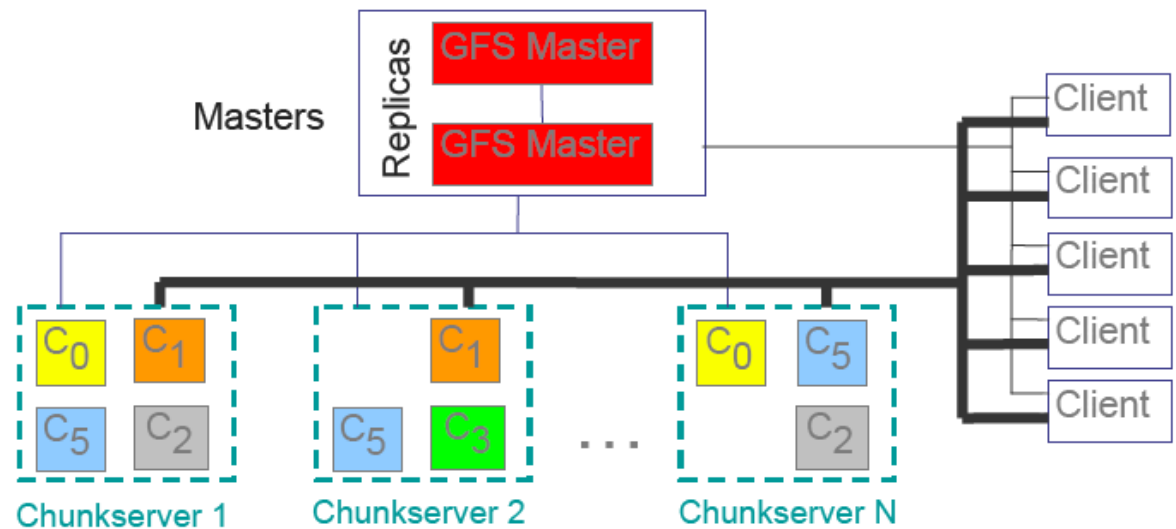 GFS Master
Replicas
Masters
GFS Master
Client
Client
Client
Client
Client
C0 C1
C5 C2
C1
C5 C3
...
C0 C5
C2
Chunkserver 1
Chunkserver 2
Chunkserver N